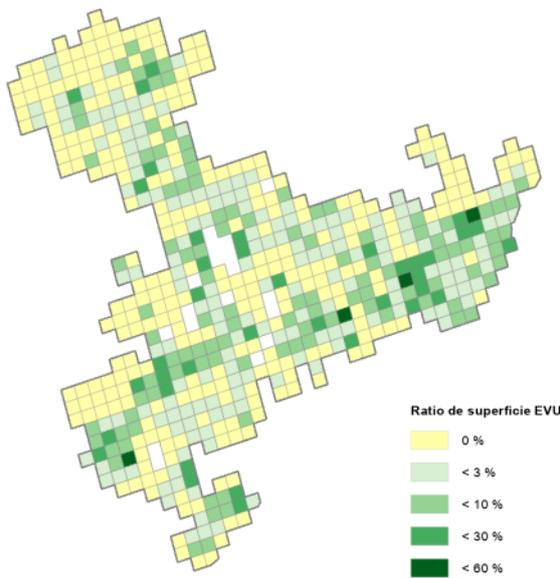 Ratio de superficie EVU
0 %
< 3 %
< 10 %
< 30 %
< 60 %